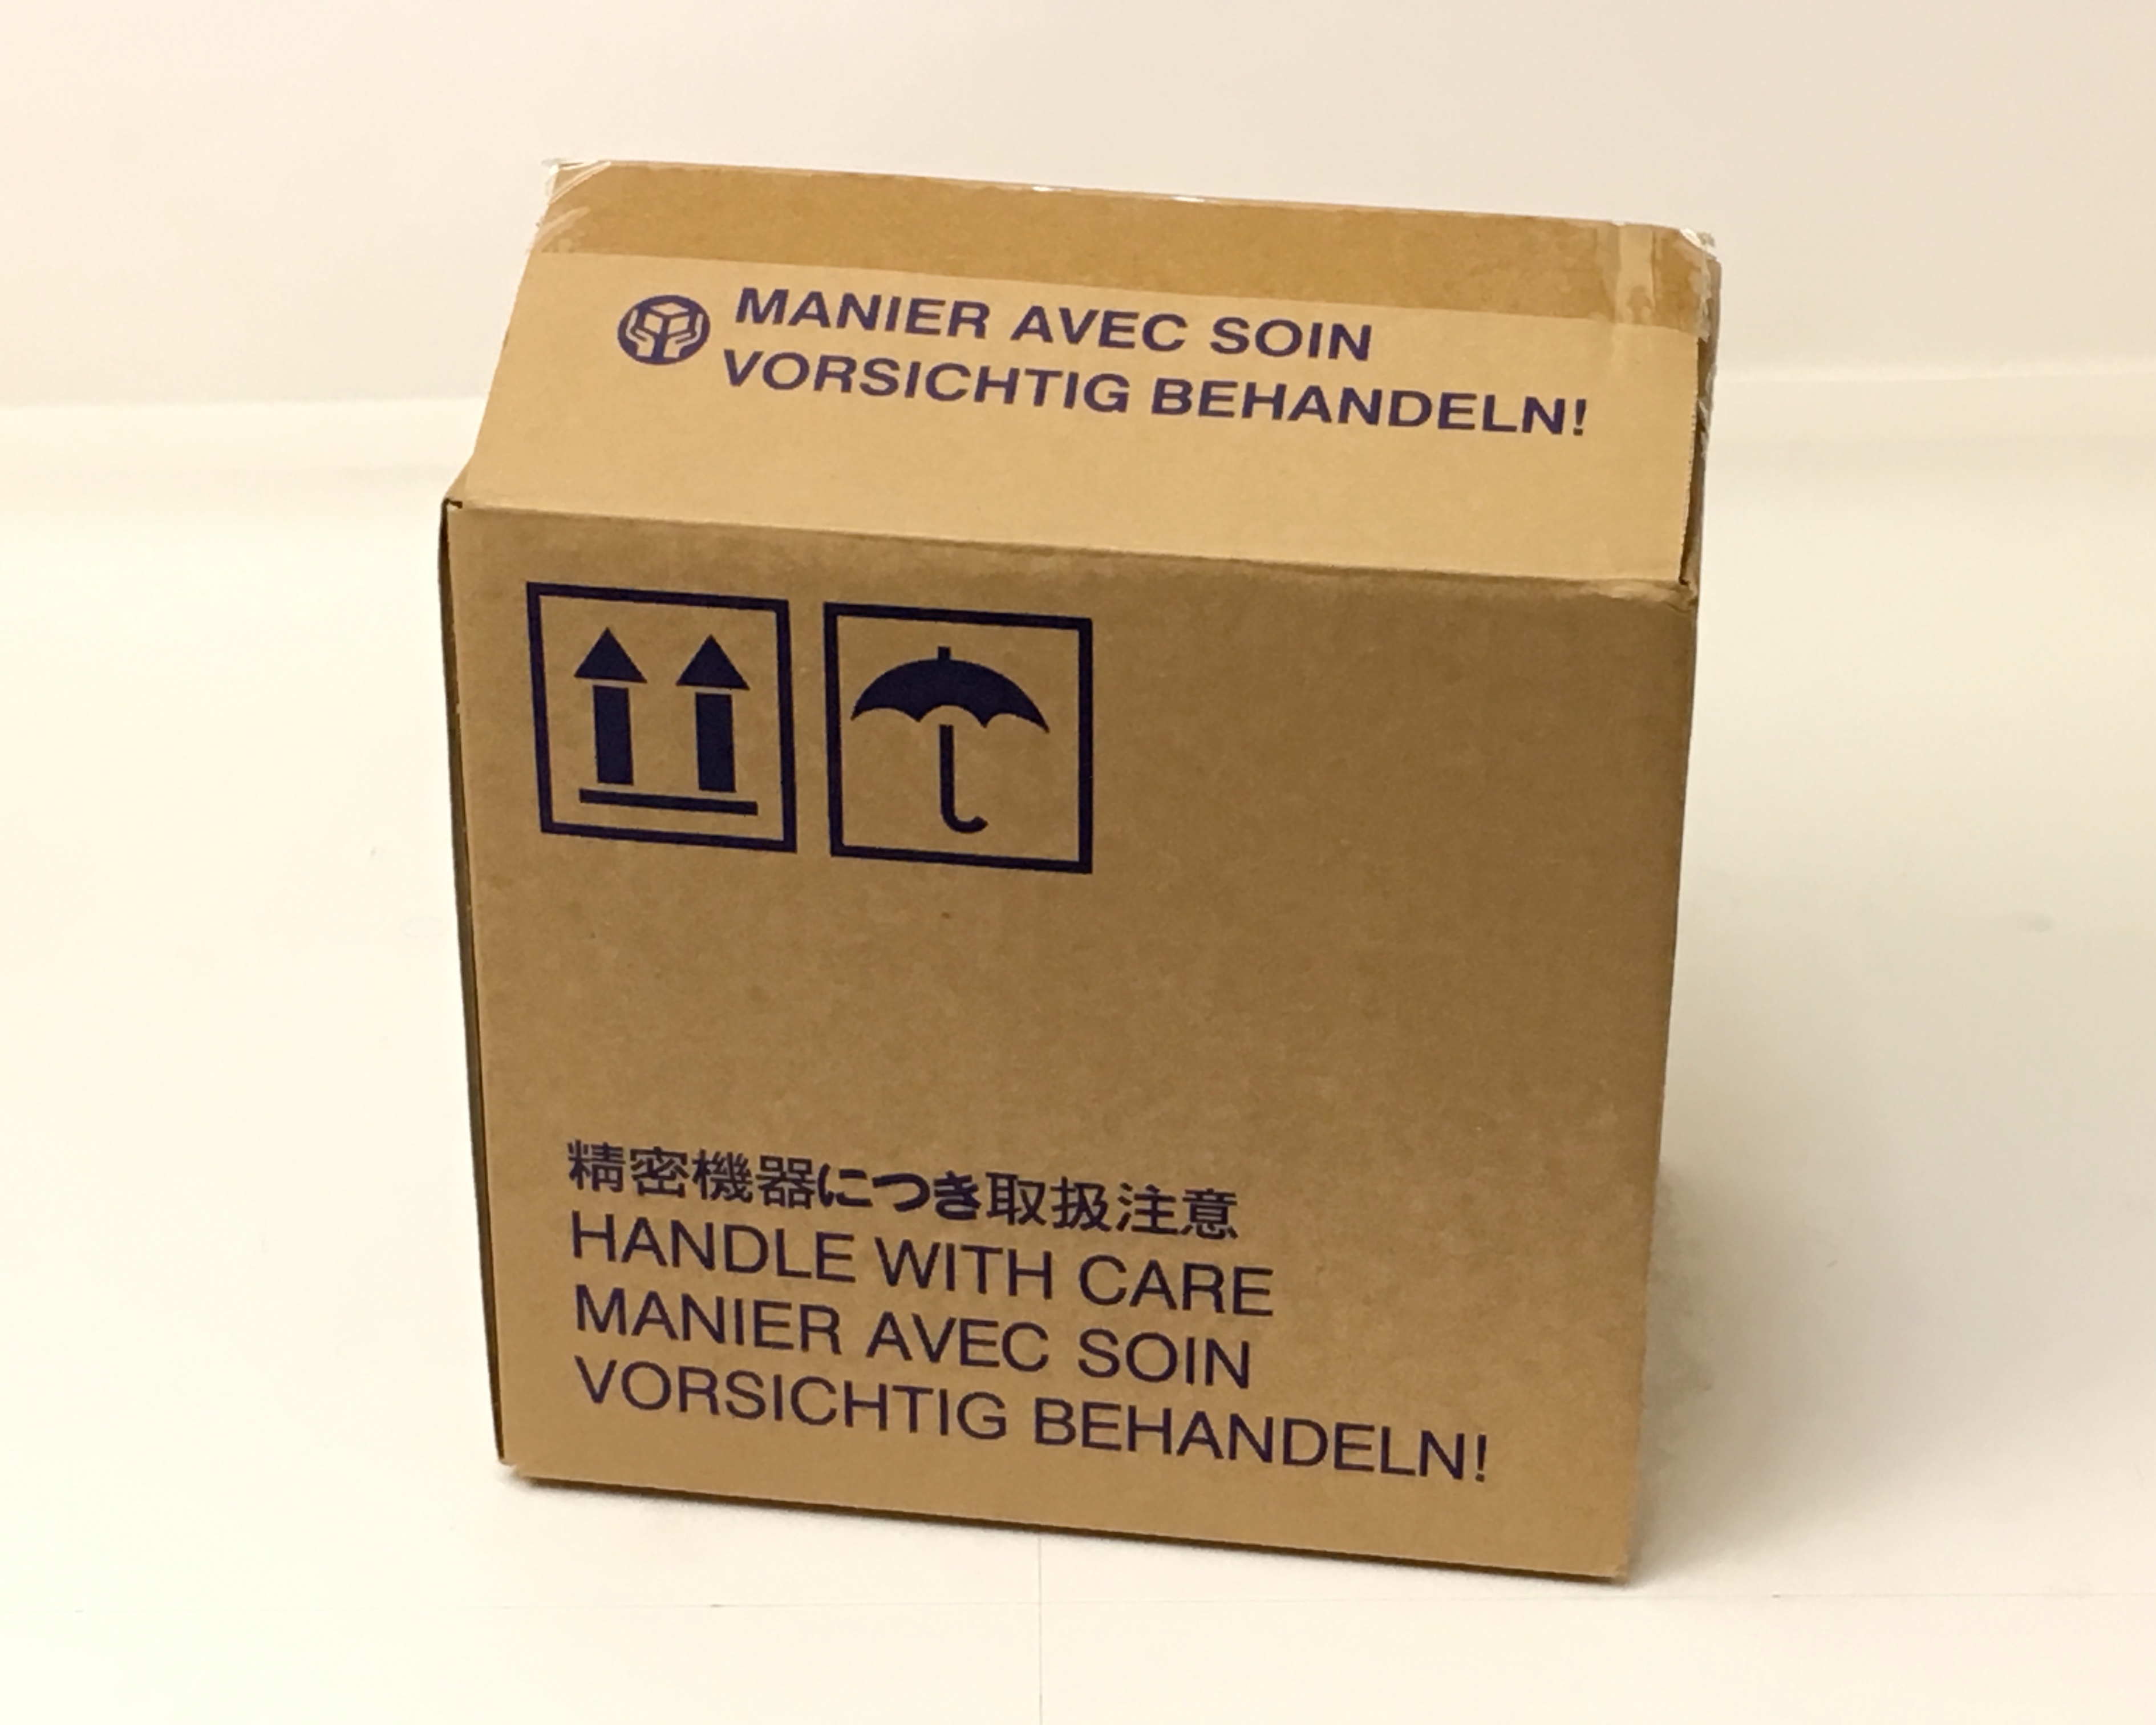 MANIER AVEC SOIN
VORSICHTIG BEHANDELN!
精密機器につき取扱注意
HANDLE WITH CARE
MANIER AVEC SOIN
VORSICHTIG BEHANDELN!